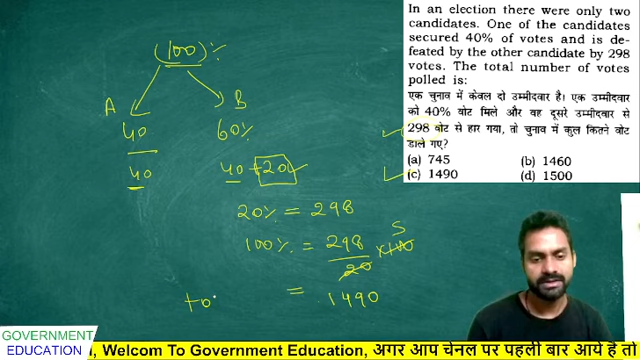 (100)%
A
B
40
60%
40
40 +20
20% = 298
100% = 298/20 × 100 5
= 1490
to
In an election there were only two
candidates. One of the candidates
secured 40% of votes and is de-
feated by the other candidate by 298
votes. The total number of votes
polled is:
एक चुनाव में केवल दो उम्मीदवार है। एक उम्मीदवार
को 40% वोट मिले और वह दूसरे उम्मीदवार से
298 वोट से हार गया, तो चुनाव में कुल कितने वोट
डाले गए?
(a) 745 (b) 1460
(c) 1490 (d) 1500
GOVERNMENT
EDUCATION
, Welcom To Government Education, अगर आप चेनल पर पहली बार आये हे तो